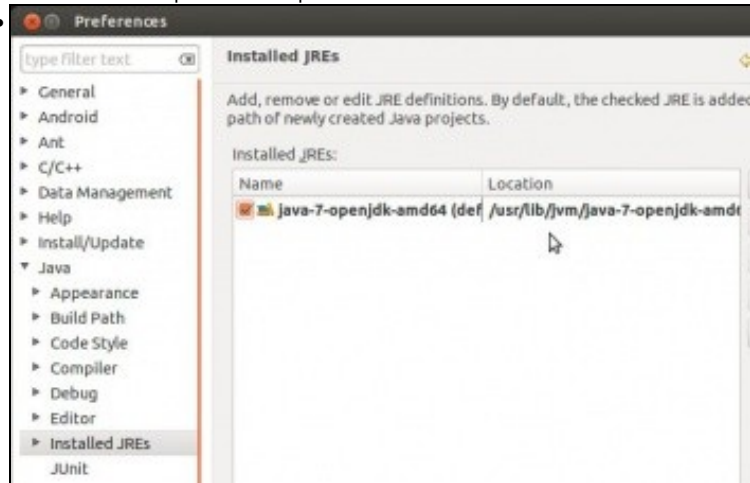 Preferences
type filter text
General
Android
Ant
C/C++
Data Management
Help
Install/Update
Java
Appearance
Build Path
Code Style
Compiler
Debug
Editor
Installed JREs
JUnit
Installed JREs
Add, remove or edit JRE definitions. By default, the checked JRE is added
path of newly created Java projects.
Installed JREs:
Name Location
java-7-openjdk-amd64 (def /usr/lib/jvm/java-7-openjdk-amd6